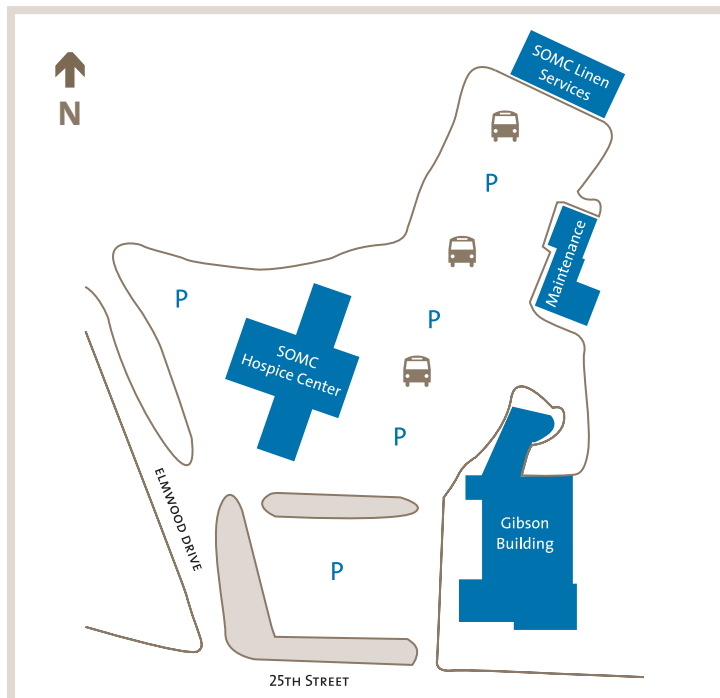 SOMC Linen
Services
N
P
Maintenance
P
P
SOMC
Hospice Center
P
ELMWOOD DRIVE
Gibson
Building
P
25TH STREET